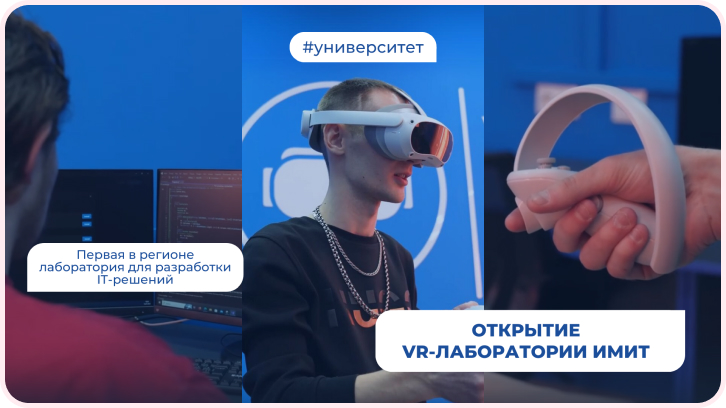 #университет
Первая в регионе
лаборатория для разработки
IT-решений
ОТКРЫТИЕ
VR-ЛАБОРАТОРИИ ИМИТ